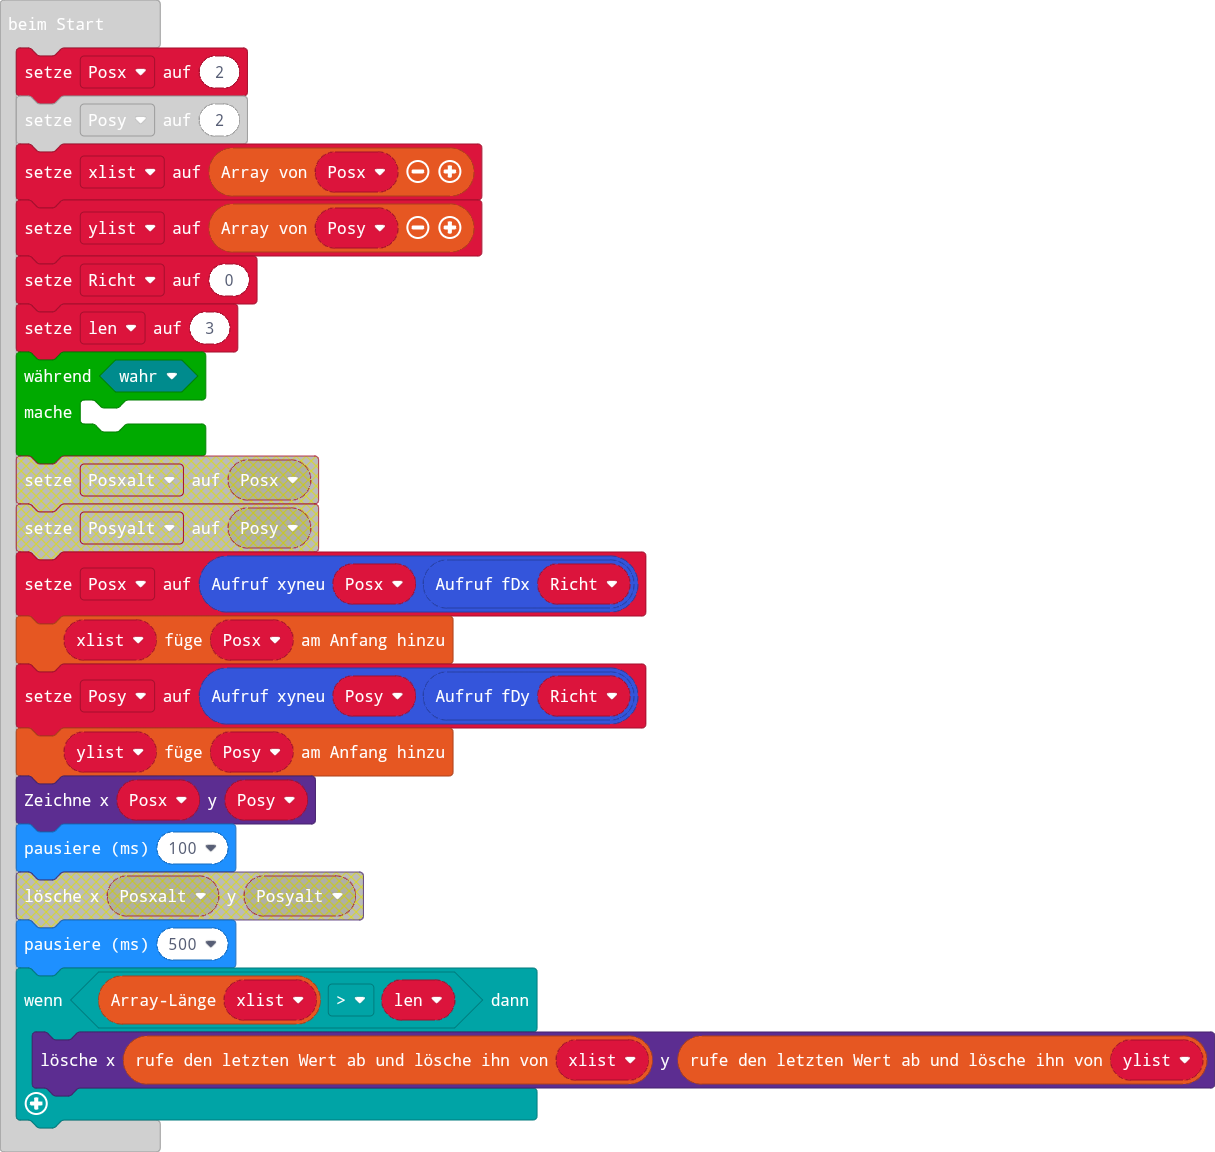 beim Start
setze Posx auf 2
setze Posy auf 2
setze xlist auf Array von Posx
setze ylist auf Array von Posy
setze Richt auf 0
setze len auf 3
während wahr
mache
setze Posxalt auf Posx
setze Posyalt auf Posy
setze Posx auf Aufruf xyneu Posx Aufruf fDx Richt
xlist füge Posx am Anfang hinzu
setze Posy auf Aufruf xyneu Posy Aufruf fDy Richt
ylist füge Posy am Anfang hinzu
Zeichne x Posx y Posy
pausiere (ms) 100
lösche x Posxalt y Posyalt
pausiere (ms) 500
wenn Array-Länge xlist > len dann
lösche x rufe den letzten Wert ab und lösche ihn von xlist y rufe den letzten Wert ab und lösche ihn von ylist